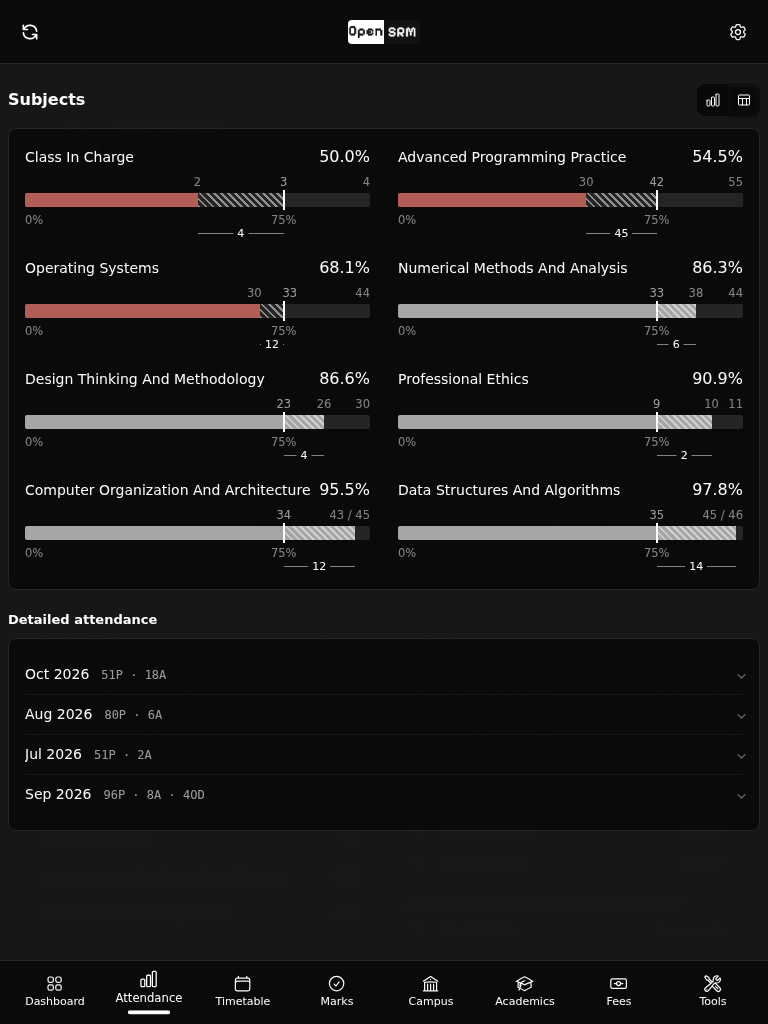 Open SRM
Subjects
Class In Charge 50.0%
2 3 4
0% 75%
4
Advanced Programming Practice 54.5%
30 42 55
0% 75%
45
Operating Systems 68.1%
30 33 44
0% 75%
12
Numerical Methods And Analysis 86.3%
33 38 44
0% 75%
6
Design Thinking And Methodology 86.6%
23 26 30
0% 75%
4
Professional Ethics 90.9%
9 10 11
0% 75%
2
Computer Organization And Architecture 95.5%
34 43 / 45
0% 75%
12
Data Structures And Algorithms 97.8%
35 45 / 46
0% 75%
14
Detailed attendance
Oct 2026 51P · 18A
Aug 2026 80P · 6A
Jul 2026 51P · 2A
Sep 2026 96P · 8A · 4OD
Dashboard Attendance Timetable Marks Campus Academics Fees Tools